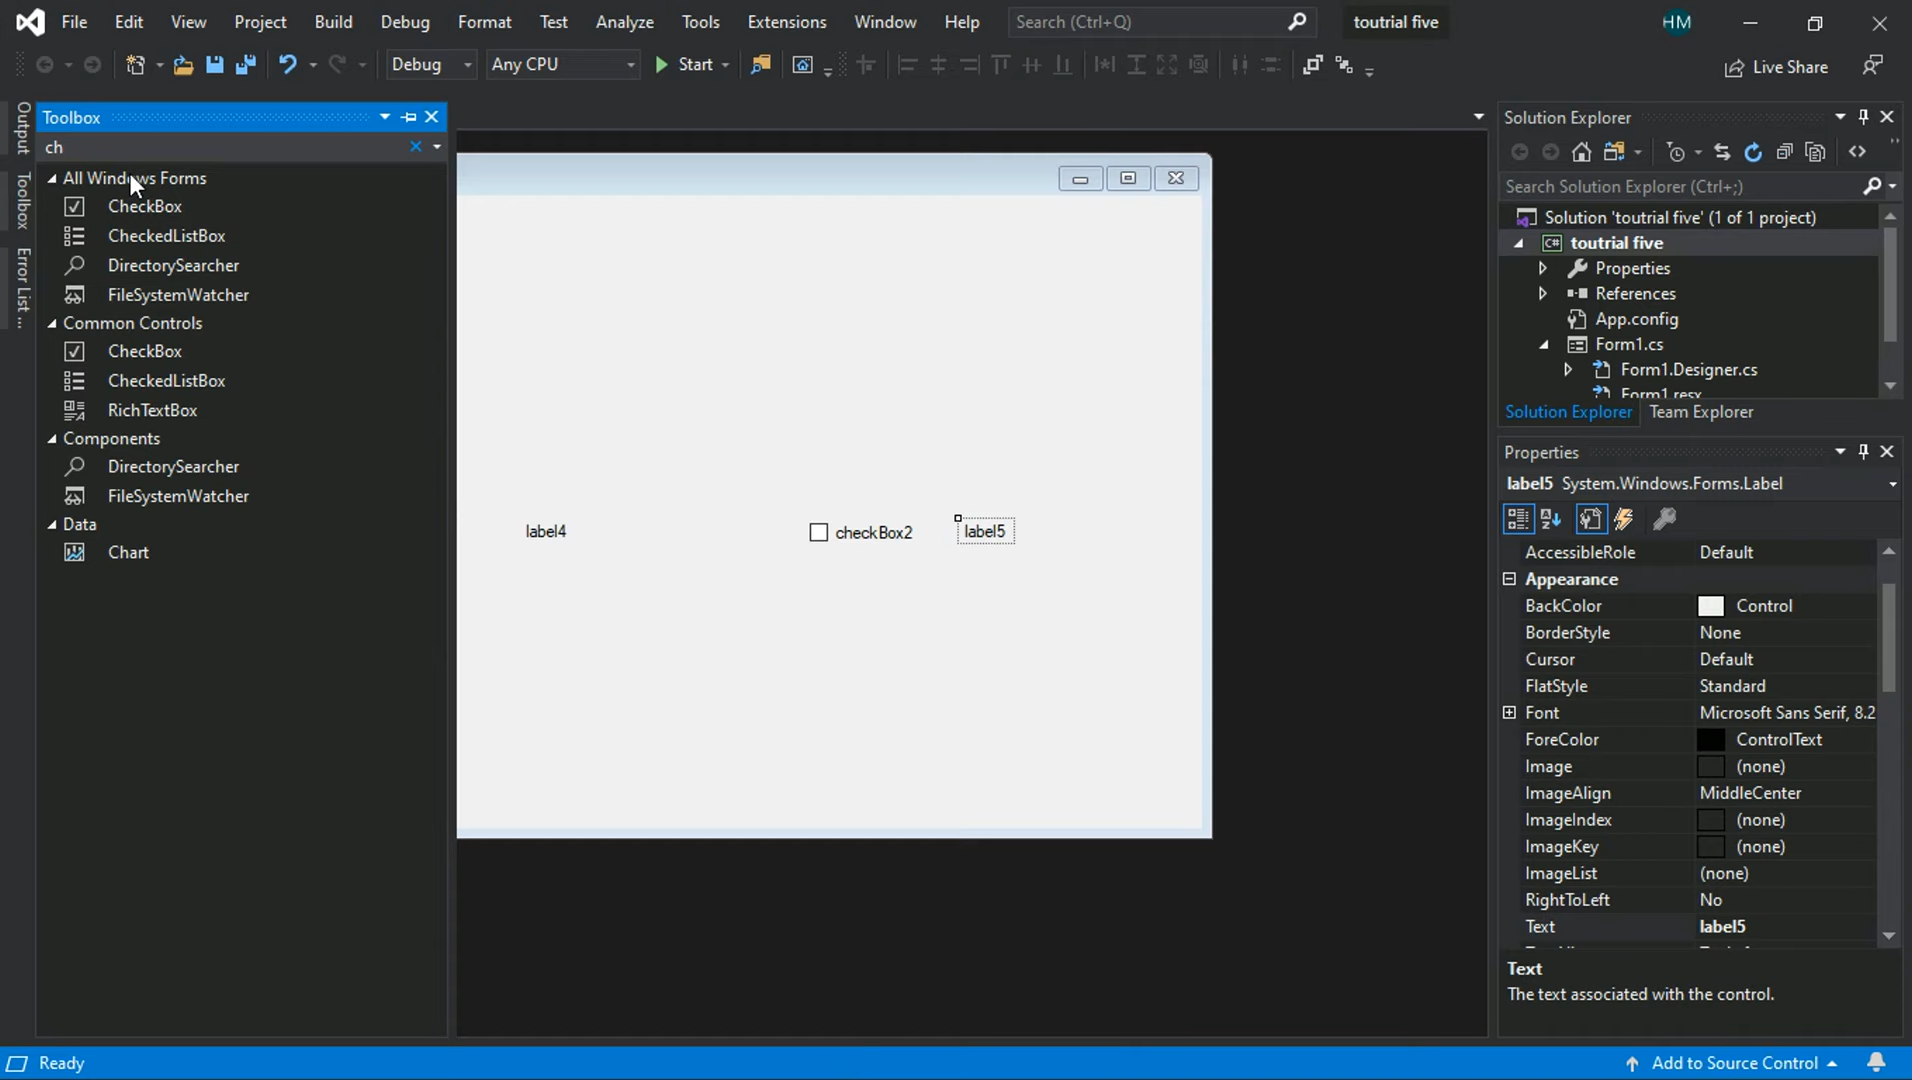 File Edit View Project Build Debug Format Test Analyze Tools Extensions Window Help Search (Ctrl+Q) toutrial five HM
Debug Any CPU Start Live Share
Output
Toolbox
Error List ...
Toolbox
ch
All Windows Forms
CheckBox
CheckedListBox
DirectorySearcher
FileSystemWatcher
Common Controls
CheckBox
CheckedListBox
RichTextBox
Components
DirectorySearcher
FileSystemWatcher
Data
Chart
label4 checkBox2 label5
Solution Explorer
Search Solution Explorer (Ctrl+;)
Solution 'toutrial five' (1 of 1 project)
C# toutrial five
Properties
References
App.config
Form1.cs
Form1.Designer.cs
Form1.resx
Solution Explorer Team Explorer
Properties
label5 System.Windows.Forms.Label
AccessibleRole Default
Appearance
BackColor Control
BorderStyle None
Cursor Default
FlatStyle Standard
Font Microsoft Sans Serif, 8.2
ForeColor ControlText
Image (none)
ImageAlign MiddleCenter
ImageIndex (none)
ImageKey (none)
ImageList (none)
RightToLeft No
Text label5
Text
The text associated with the control.
Ready Add to Source Control